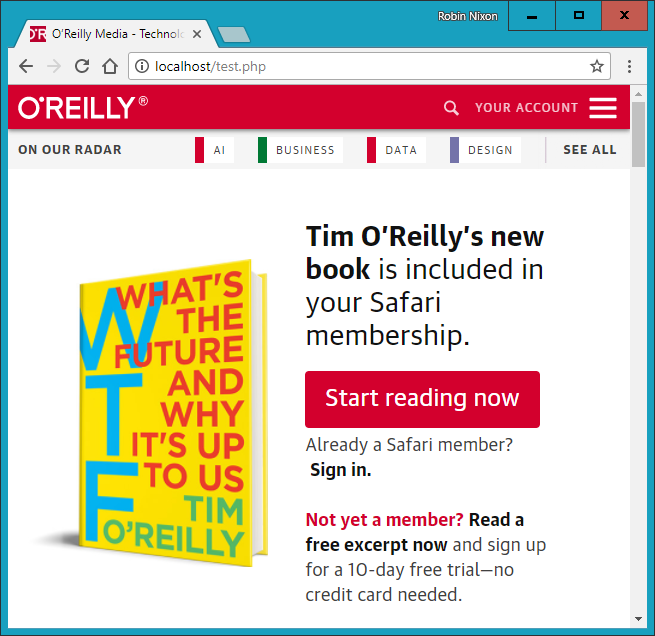 Robin Nixon
O'Reilly Media - Technolo
localhost/test.php
O'REILLY®
YOUR ACCOUNT
ON OUR RADAR
AI
BUSINESS
DATA
DESIGN
SEE ALL
Tim O'Reilly's new
book is included in
your Safari
membership.
Start reading now
Already a Safari member?
Sign in.
Not yet a member? Read a
free excerpt now and sign up
for a 10-day free trial—no
credit card needed.
WTF
WHAT'S
THE
FUTURE
AND
WHY
IT'S UP
TO US
TIM
O'REILLY